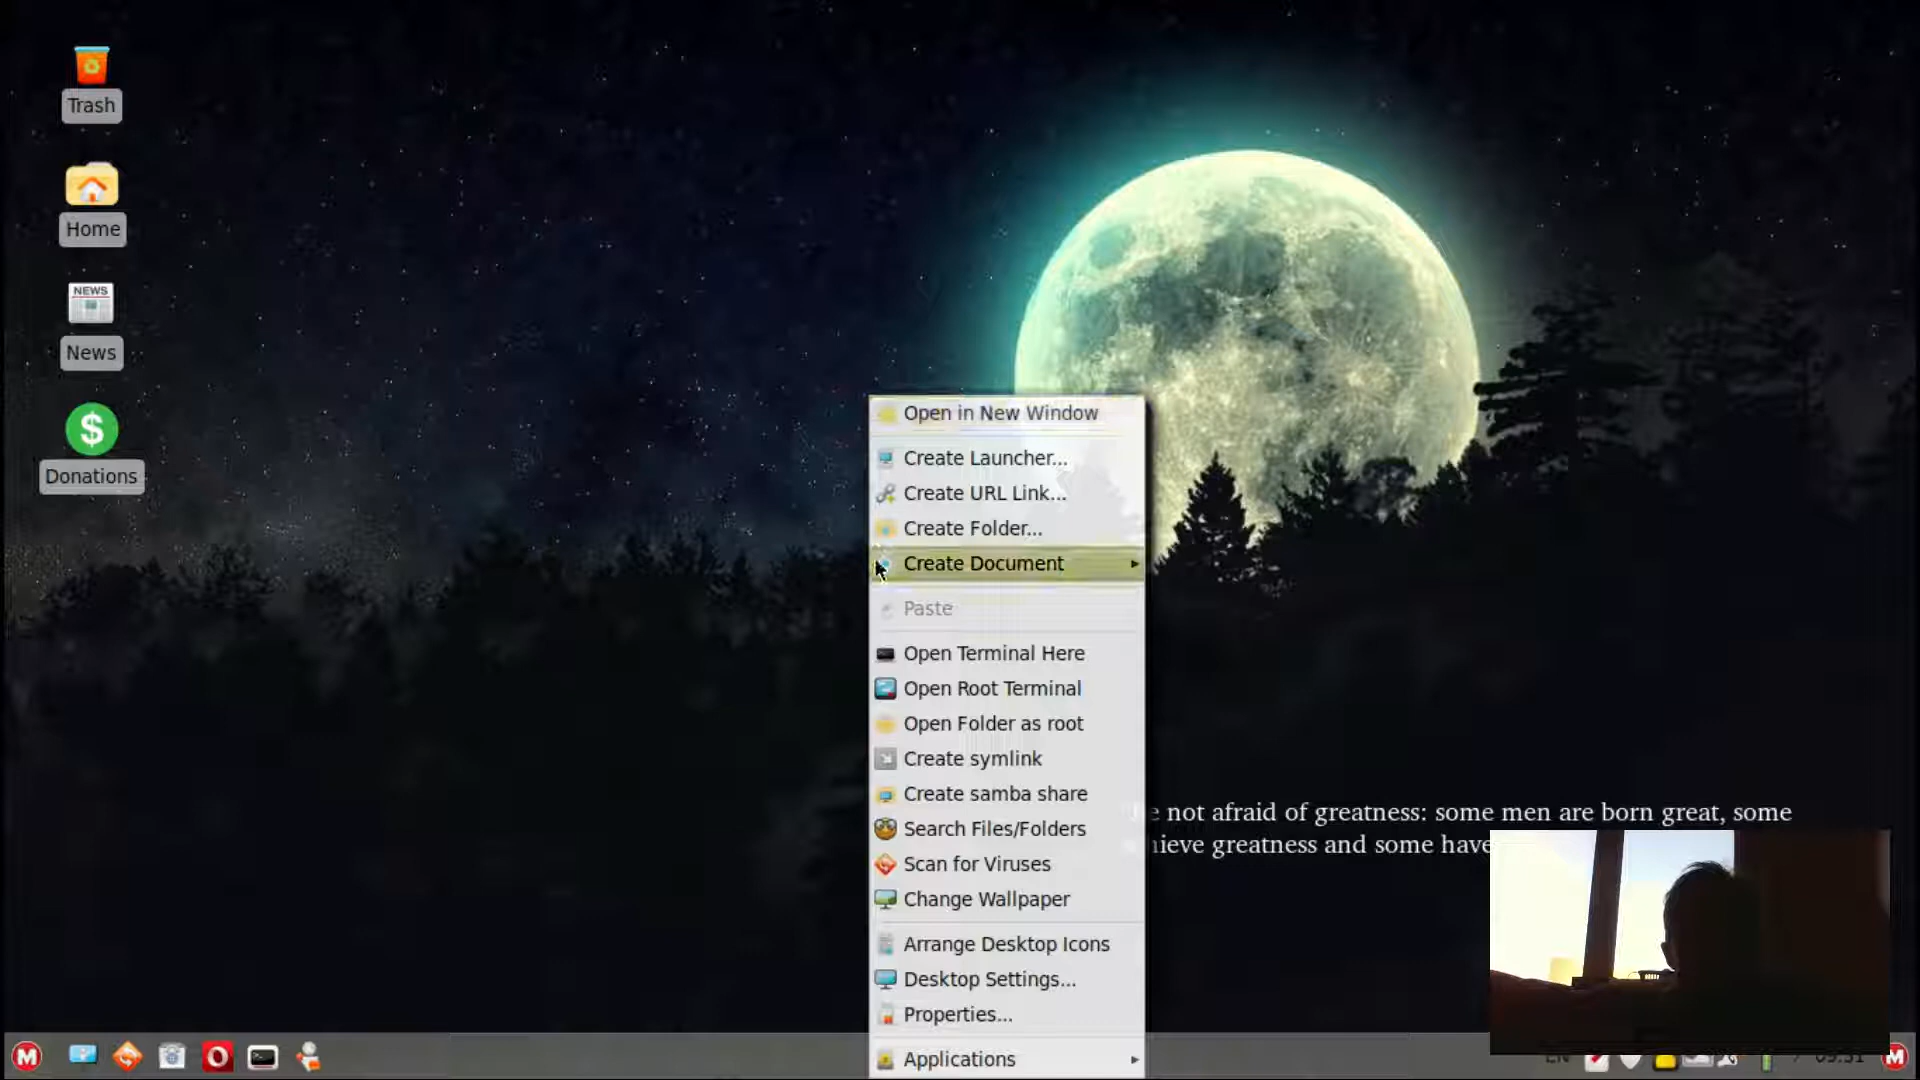 Trash
Home
NEWS
News
$
Donations
Open in New Window
Create Launcher...
Create URL Link...
Create Folder...
Create Document
Paste
Open Terminal Here
Open Root Terminal
Open Folder as root
Create symlink
Create samba share
Search Files/Folders
Scan for Viruses
Change Wallpaper
Arrange Desktop Icons
Desktop Settings...
Properties...
Applications
not afraid of greatness: some men are born great, some
greatness and some have
M
M